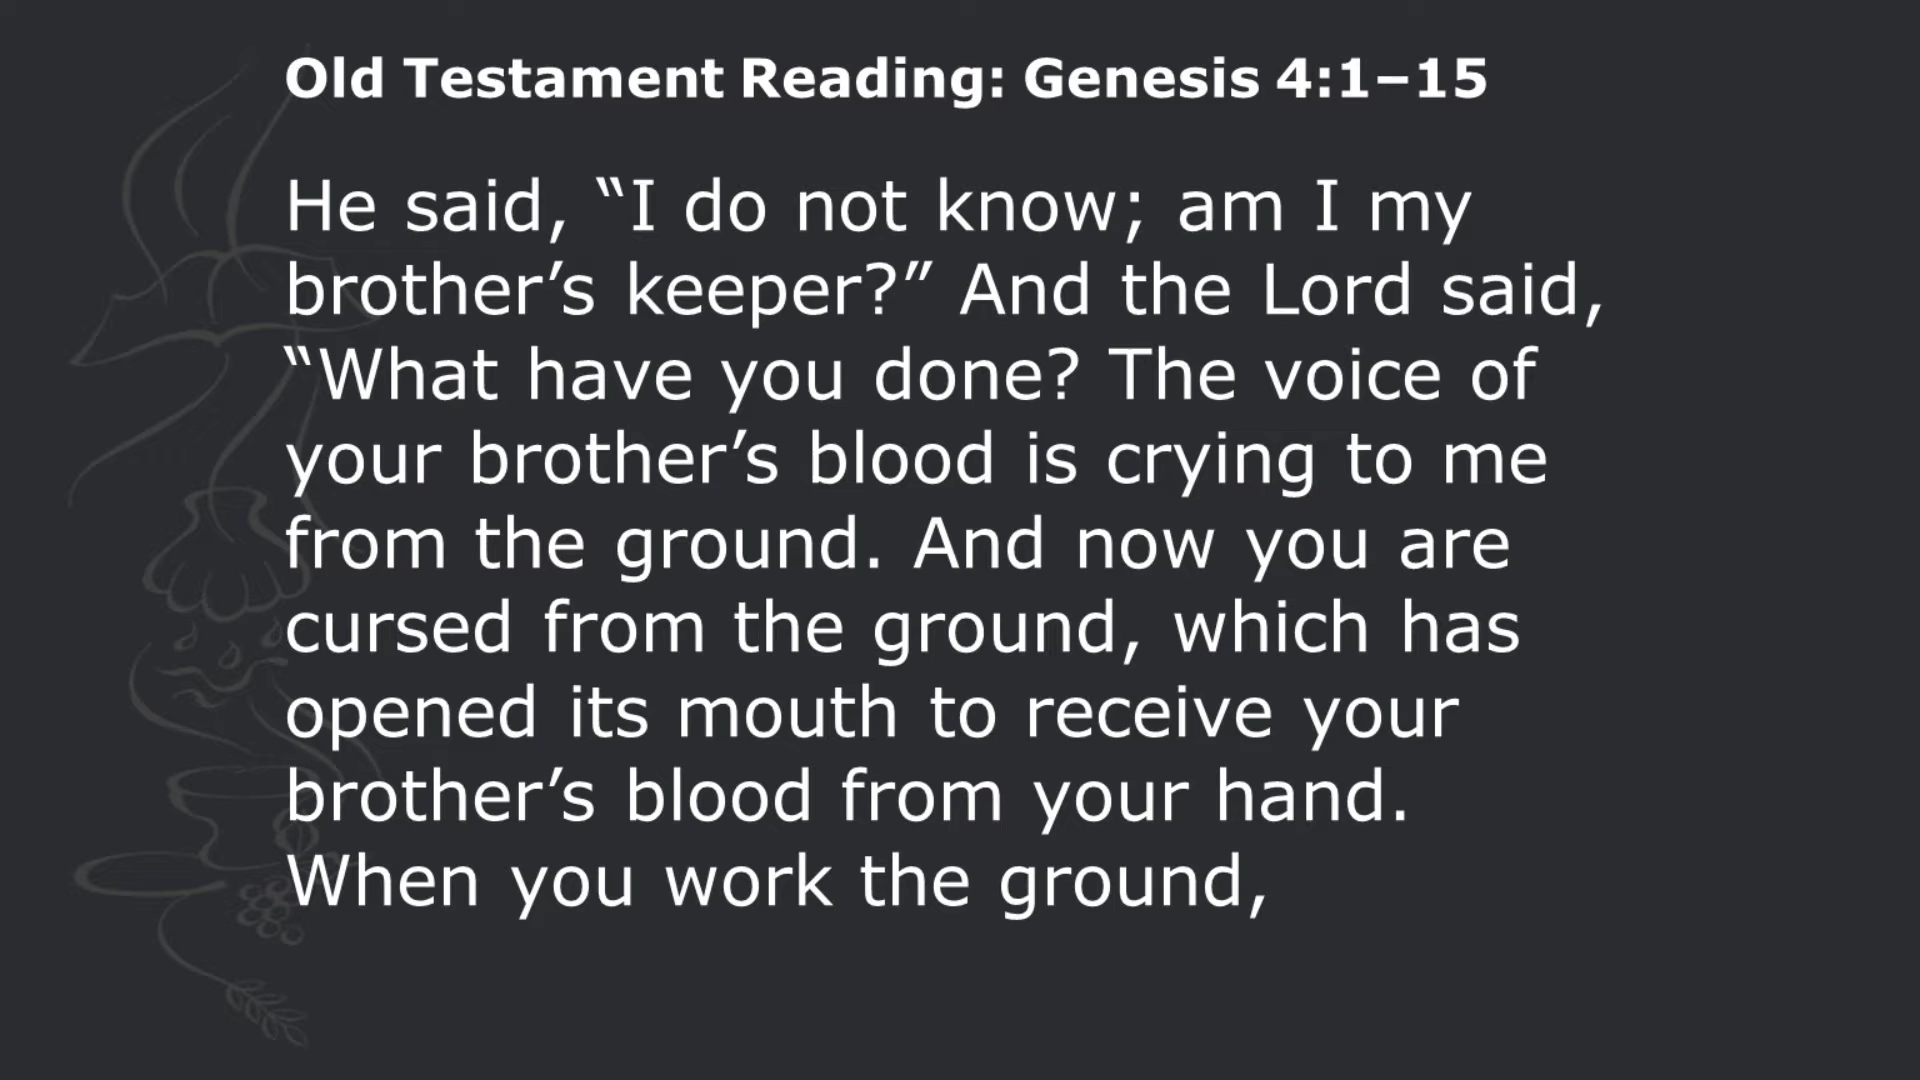 Old Testament Reading: Genesis 4:1–15
He said, “I do not know; am I my
brother’s keeper?” And the Lord said,
“What have you done? The voice of
your brother’s blood is crying to me
from the ground. And now you are
cursed from the ground, which has
opened its mouth to receive your
brother’s blood from your hand.
When you work the ground,